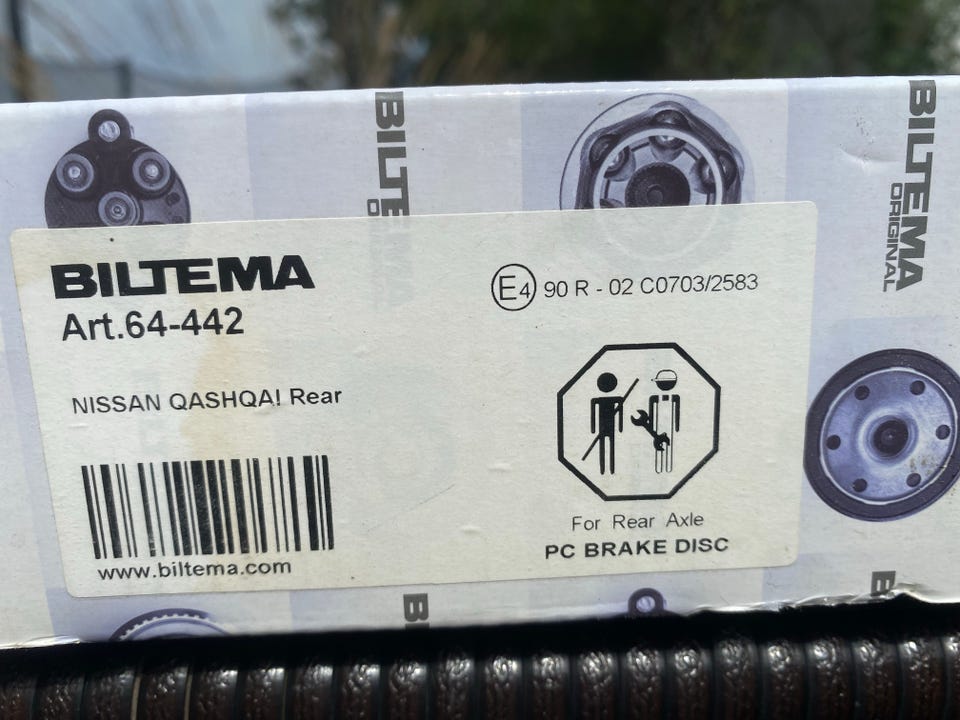 BILTEMA
BILTEMA
ORIGINAL
BILTEMA
Art.64-442
E4 90 R - 02 C0703/2583
NISSAN QASHQAI Rear
www.biltema.com
For Rear Axle
PC BRAKE DISC